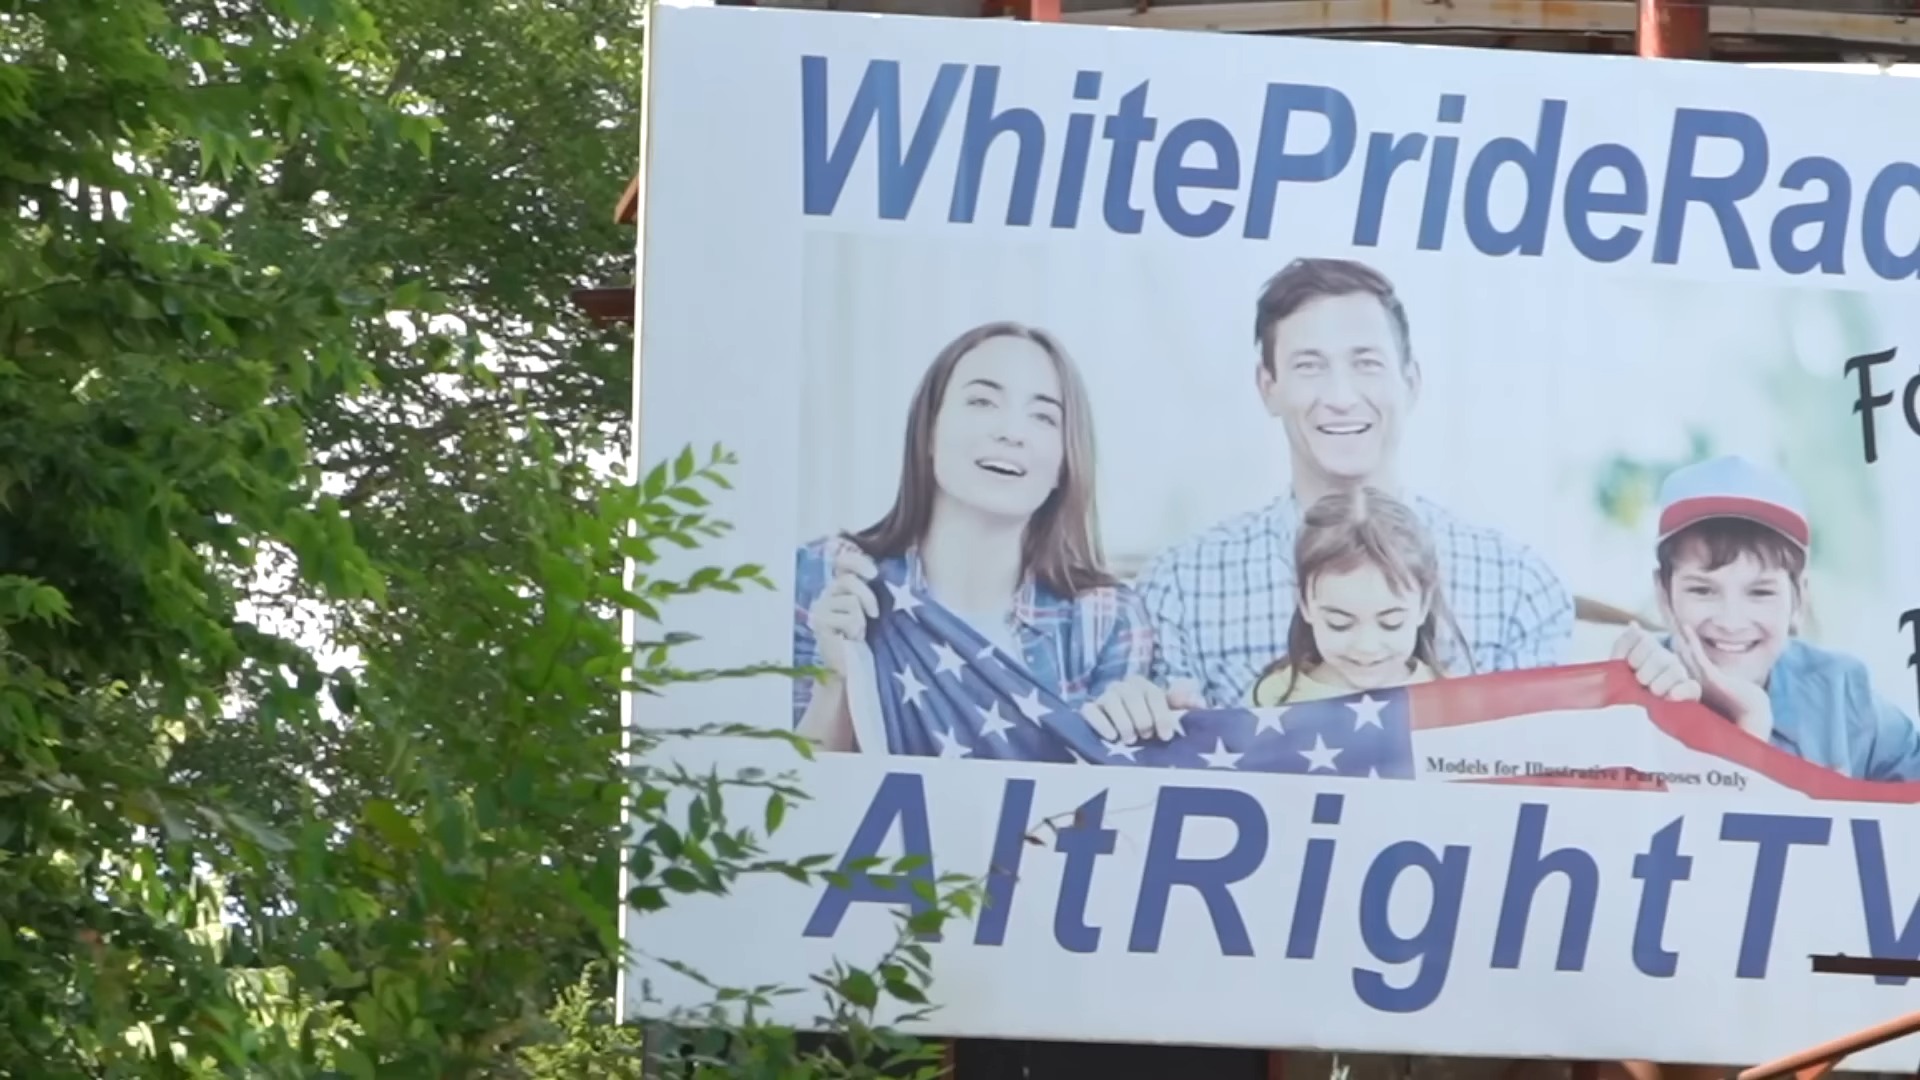 WhitePrideRad
Models for Illustrative Purposes Only
AltRightTV